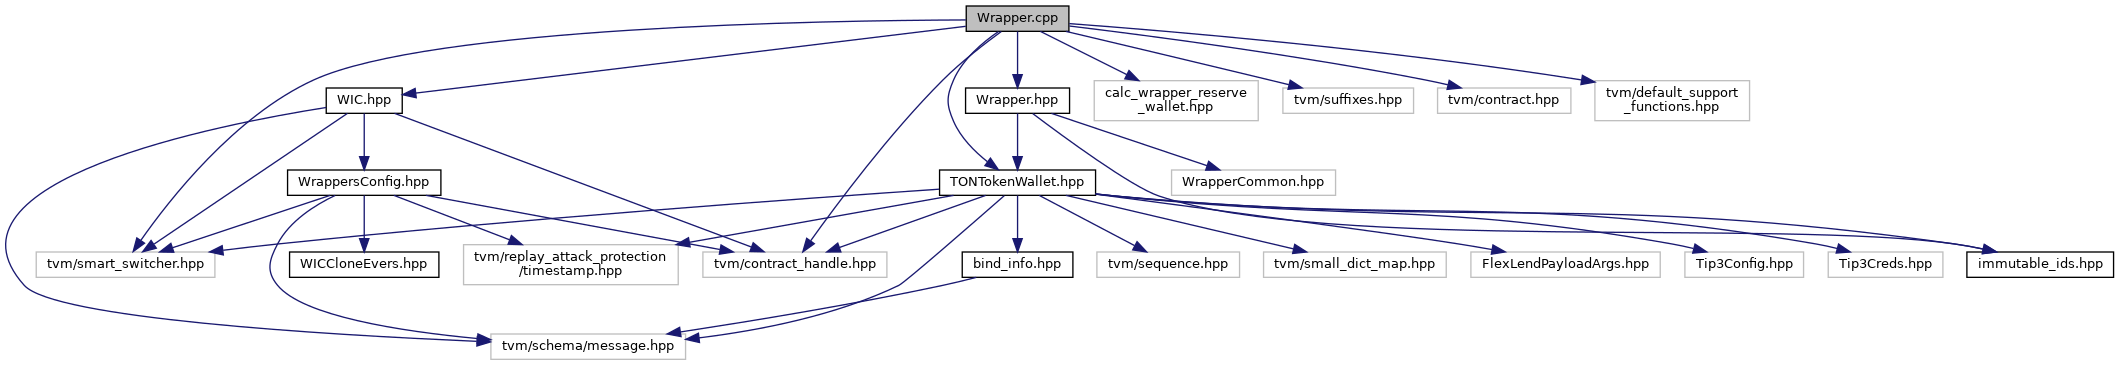 Wrapper.cpp
WIC.hpp
Wrapper.hpp
calc_wrapper_reserve
_wallet.hpp
tvm/suffixes.hpp
tvm/contract.hpp
tvm/default_support
_functions.hpp
WrappersConfig.hpp
TONTokenWallet.hpp
WrapperCommon.hpp
tvm/smart_switcher.hpp
WICCloneEvers.hpp
tvm/replay_attack_protection
/timestamp.hpp
tvm/contract_handle.hpp
bind_info.hpp
tvm/sequence.hpp
tvm/small_dict_map.hpp
FlexLendPayloadArgs.hpp
Tip3Config.hpp
Tip3Creds.hpp
immutable_ids.hpp
tvm/schema/message.hpp